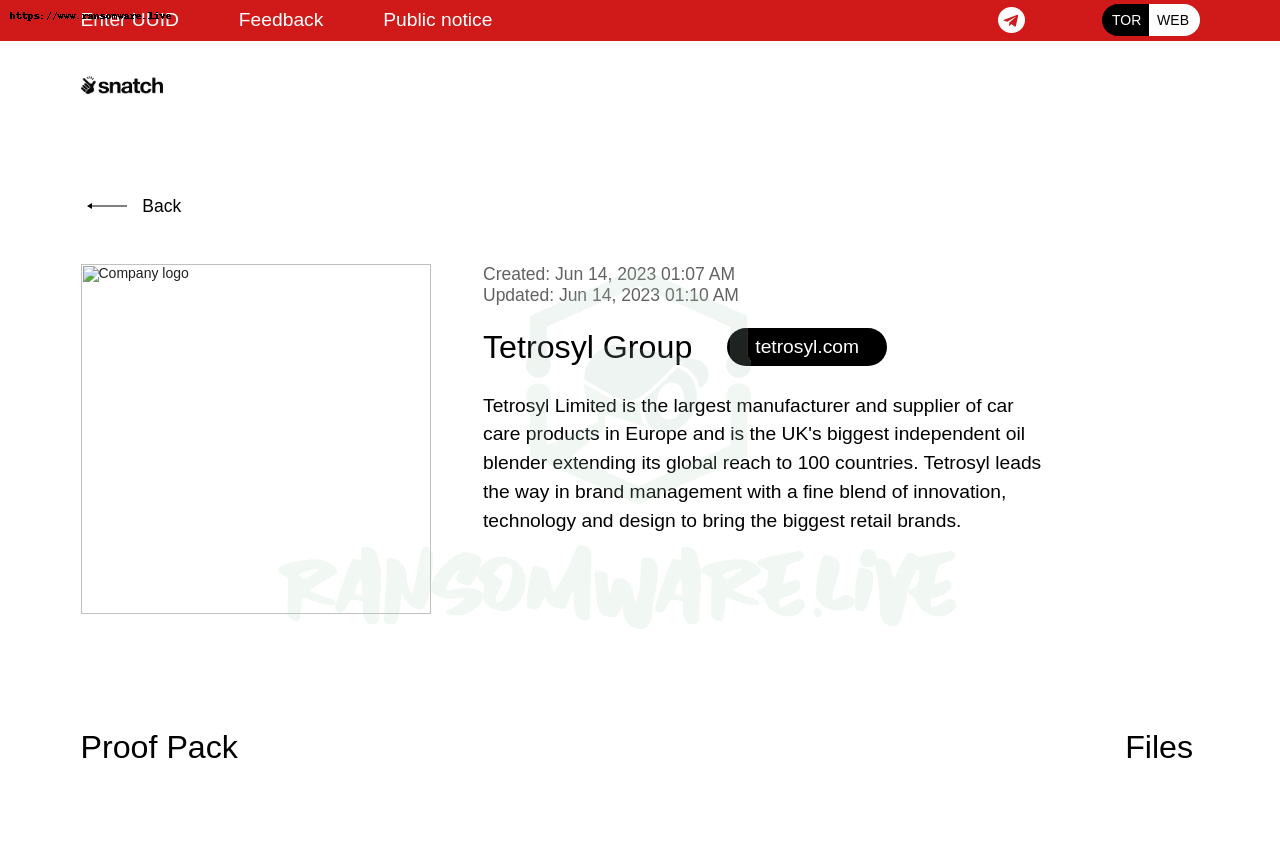 https://www.ransomware.live
Enter UUID Feedback Public notice TOR WEB
snatch
Back
Company logo
Created: Jun 14, 2023 01:07 AM
Updated: Jun 14, 2023 01:10 AM
Tetrosyl Group tetrosyl.com
Tetrosyl Limited is the largest manufacturer and supplier of car
care products in Europe and is the UK's biggest independent oil
blender extending its global reach to 100 countries. Tetrosyl leads
the way in brand management with a fine blend of innovation,
technology and design to bring the biggest retail brands.
RANSOMWARE.LIVE
Proof Pack Files